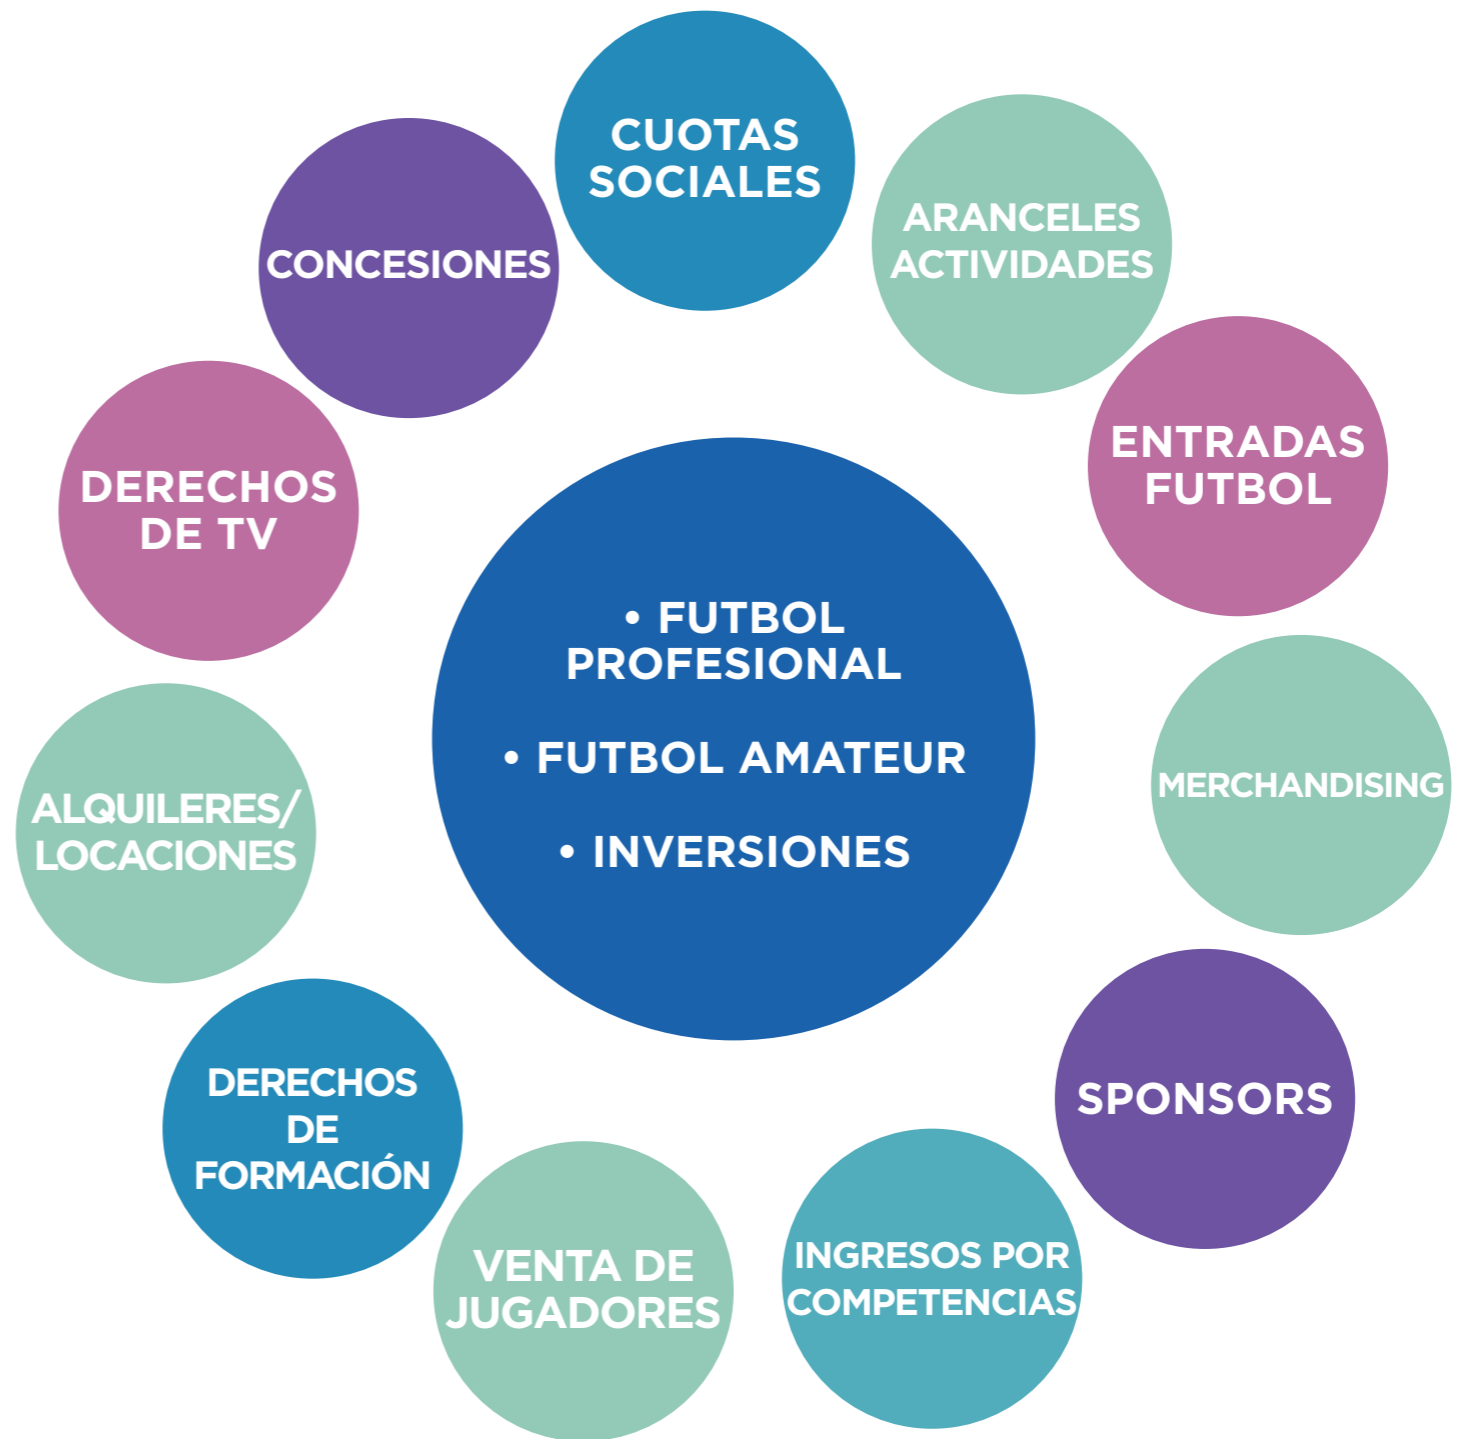 CUOTAS
SOCIALES
ARANCELES
ACTIVIDADES
ENTRADAS
FUTBOL
MERCHANDISING
SPONSORS
INGRESOS POR
COMPETENCIAS
VENTA DE
JUGADORES
DERECHOS
DE
FORMACIÓN
ALQUILERES/
LOCACIONES
DERECHOS
DE TV
CONCESIONES
• FUTBOL
PROFESIONAL
• FUTBOL AMATEUR
• INVERSIONES